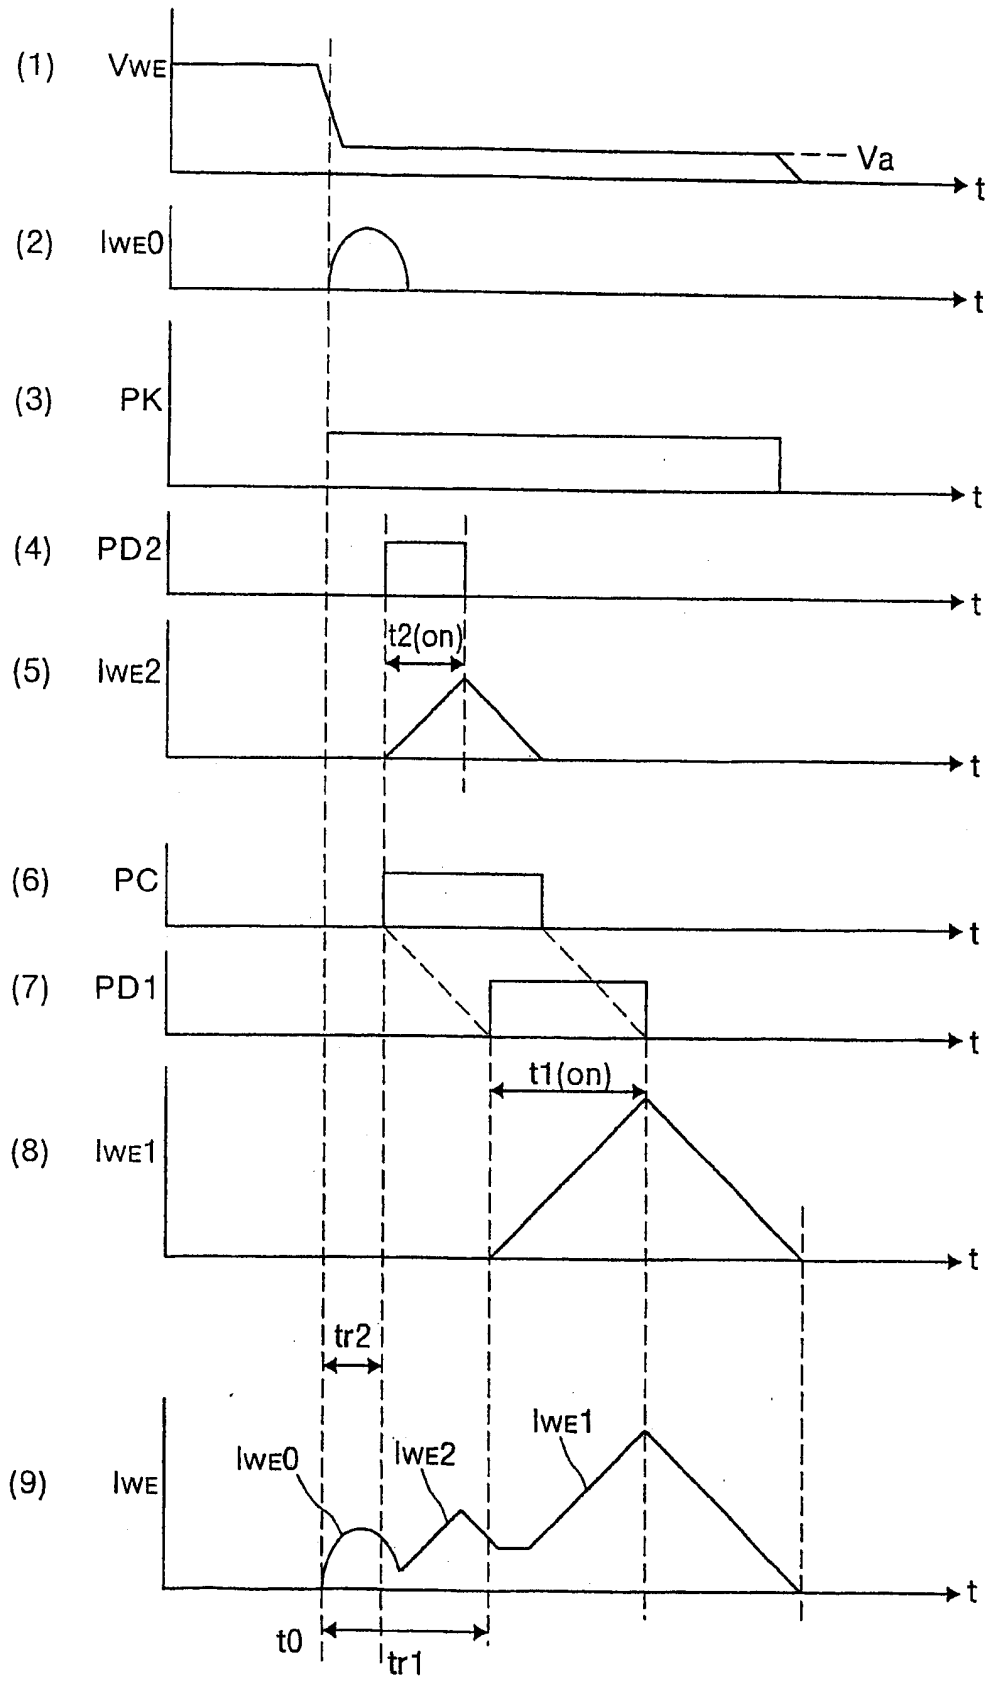 (1) VWE
Va
t
(2) IWE0
t
(3) PK
t
(4) PD2
t
t2(on)
(5) IWE2
t
(6) PC
t
(7) PD1
t
t1(on)
(8) IWE1
t
tr2
IWE1
IWE2
IWE0
(9) IWE
t
t0
tr1